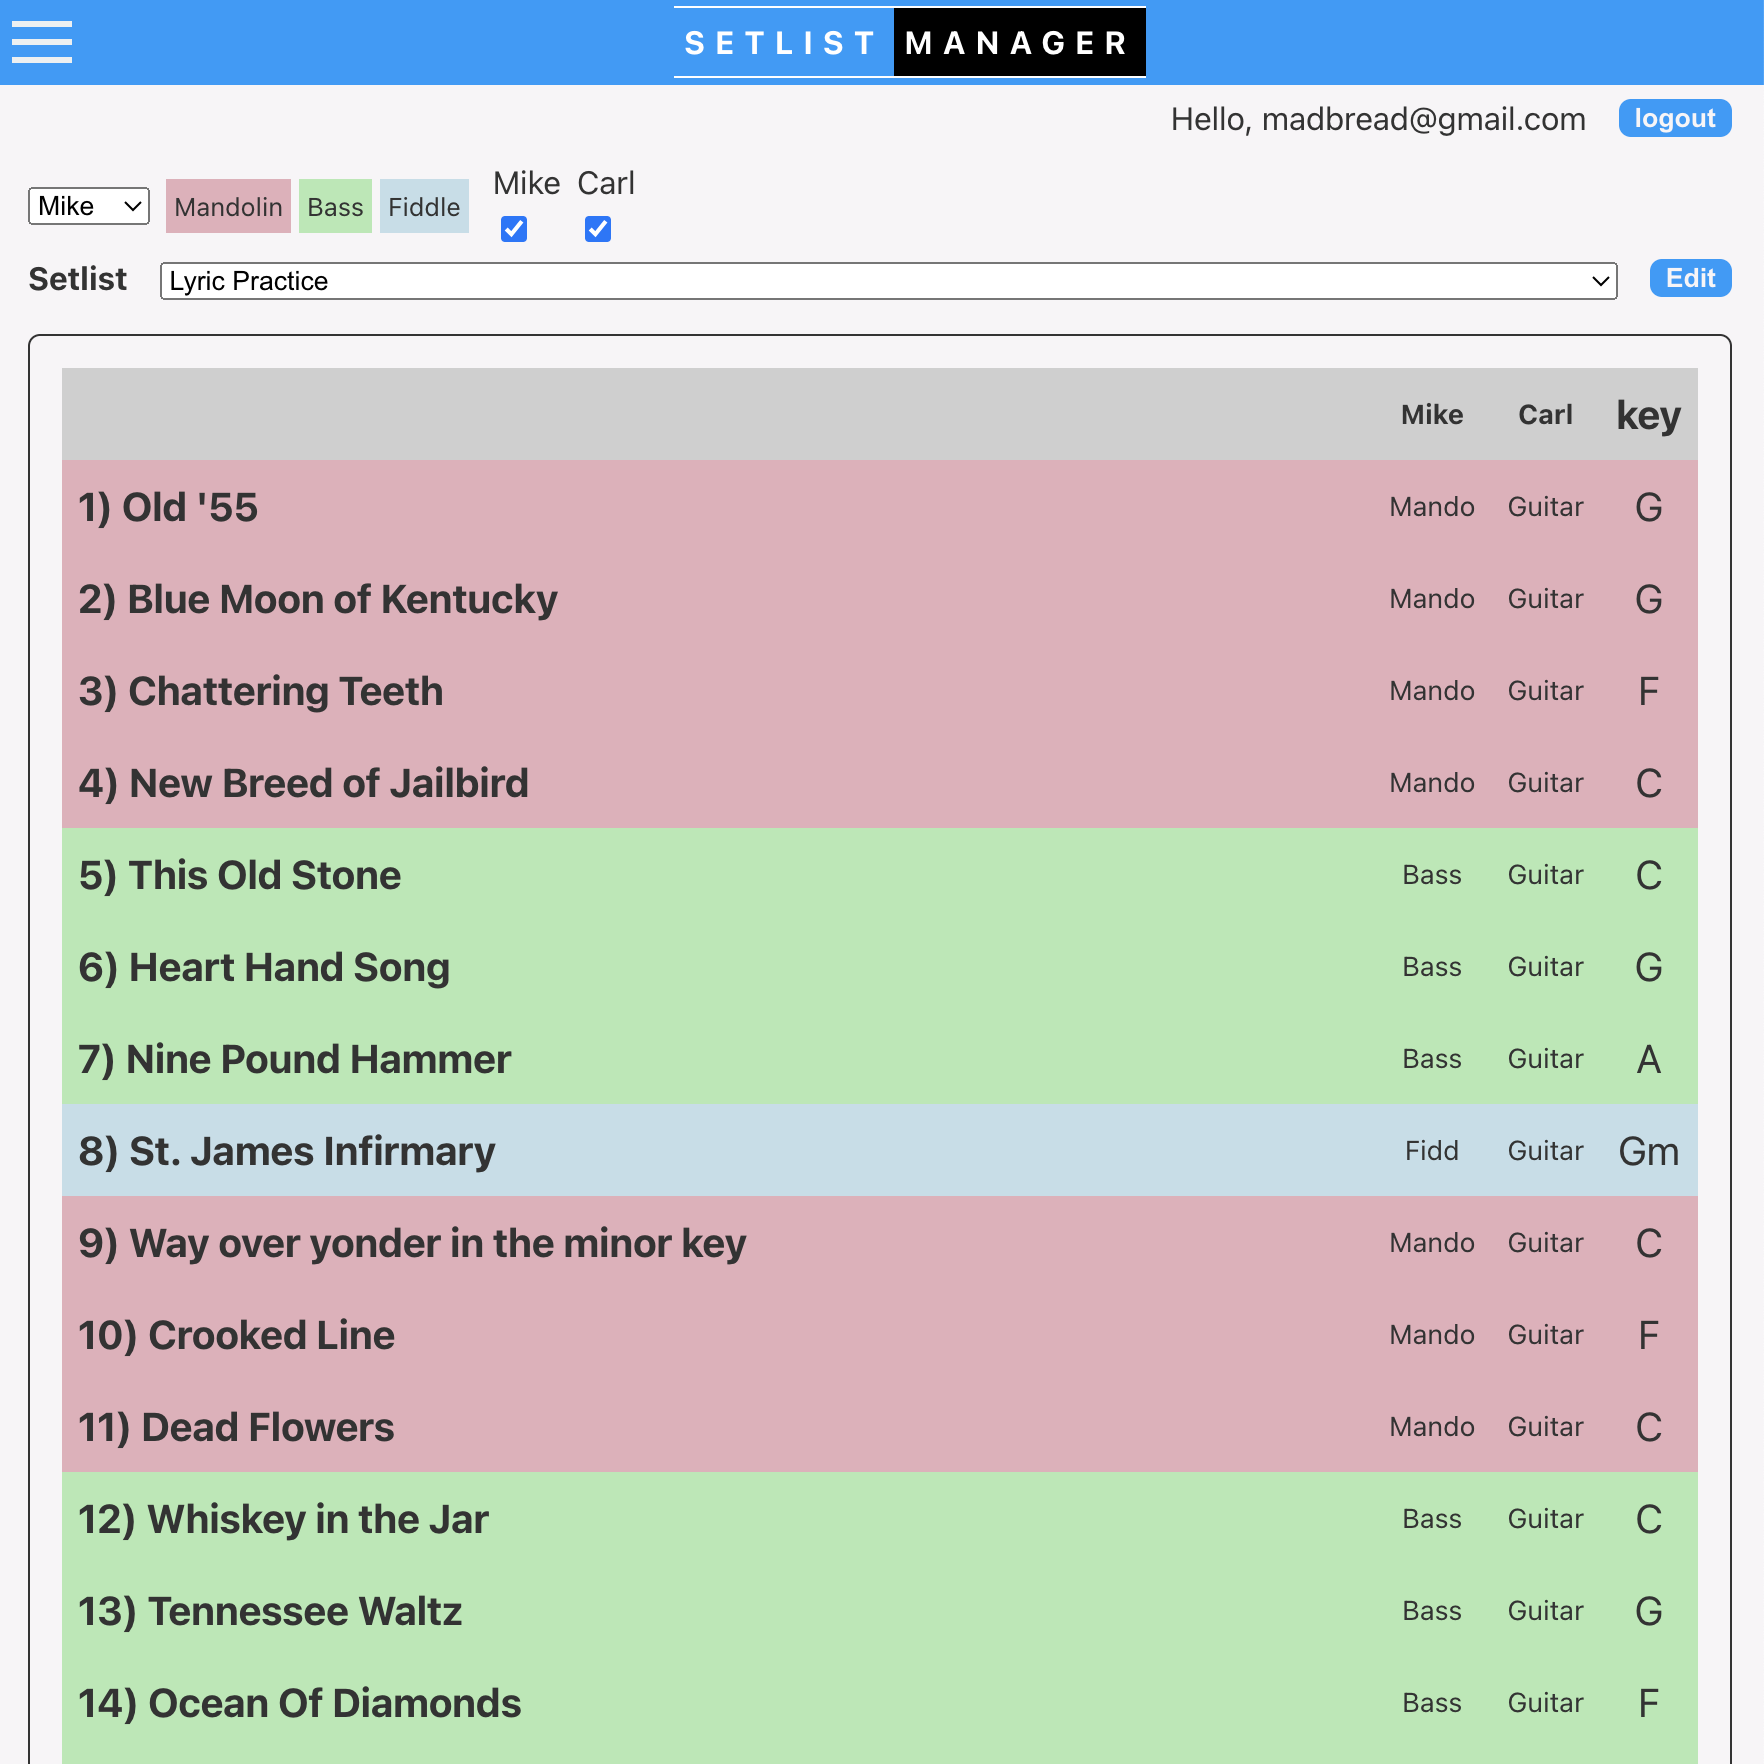 SETLIST MANAGER
Hello, madbread@gmail.com logout
Mike Mandolin Bass Fiddle Mike Carl
Setlist Lyric Practice Edit
Mike Carl key
1) Old '55 Mando Guitar G
2) Blue Moon of Kentucky Mando Guitar G
3) Chattering Teeth Mando Guitar F
4) New Breed of Jailbird Mando Guitar C
5) This Old Stone Bass Guitar C
6) Heart Hand Song Bass Guitar G
7) Nine Pound Hammer Bass Guitar A
8) St. James Infirmary Fidd Guitar Gm
9) Way over yonder in the minor key Mando Guitar C
10) Crooked Line Mando Guitar F
11) Dead Flowers Mando Guitar C
12) Whiskey in the Jar Bass Guitar C
13) Tennessee Waltz Bass Guitar G
14) Ocean Of Diamonds Bass Guitar F